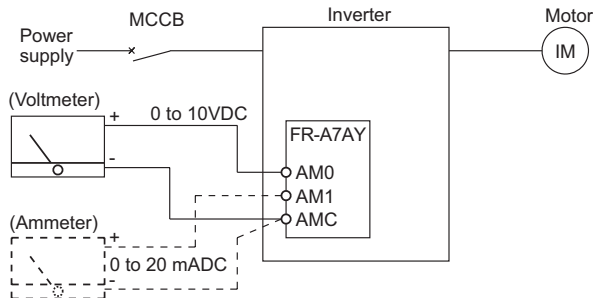 Inverter
Motor
MCCB
Power
supply
IM
(Voltmeter)
+
0 to 10VDC
-
FR-A7AY
AM0
AM1
AMC
(Ammeter)
+
0 to 20 mADC
-